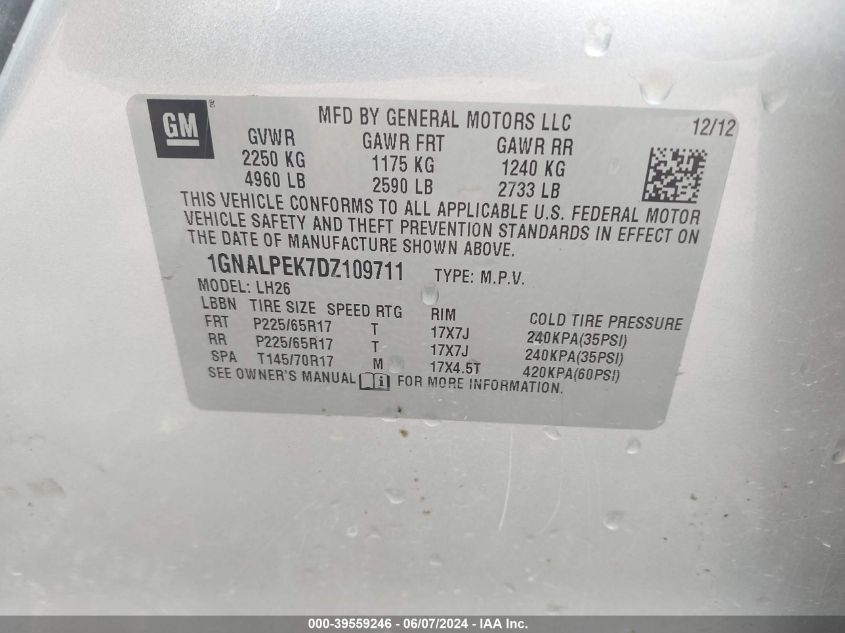 GM
MFD BY GENERAL MOTORS LLC 12/12
GVWR GAWR FRT GAWR RR
2250 KG 1175 KG 1240 KG
4960 LB 2590 LB 2733 LB
THIS VEHICLE CONFORMS TO ALL APPLICABLE U.S. FEDERAL MOTOR
VEHICLE SAFETY AND THEFT PREVENTION STANDARDS IN EFFECT ON
THE DATE OF MANUFACTURE SHOWN ABOVE.
1GNALPEK7DZ109711 TYPE: M.P.V.
MODEL: LH26
LBBN TIRE SIZE SPEED RTG RIM COLD TIRE PRESSURE
FRT P225/65R17 T 17X7J 240KPA(35PSI)
RR P225/65R17 T 17X7J 240KPA(35PSI)
SPA T145/70R17 M 17X4.5T 420KPA(60PSI)
SEE OWNER'S MANUAL i FOR MORE INFORMATION.
000-39559246 - 06/07/2024 - IAA Inc.